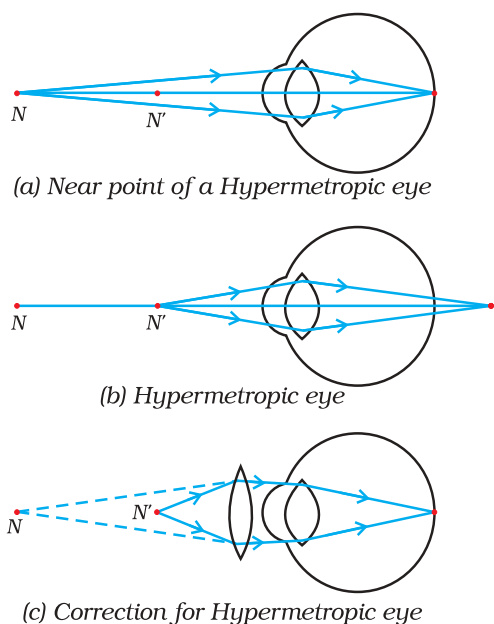 N
N′
(a) Near point of a Hypermetropic eye
N
N′
(b) Hypermetropic eye
N
N′
(c) Correction for Hypermetropic eye